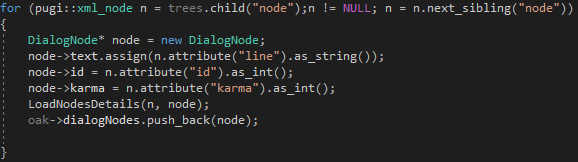 for (pugi::xml_node n = trees.child("node");n != NULL; n = n.next_sibling("node"))
{
DialogNode* node = new DialogNode;
node->text.assign(n.attribute("line").as_string());
node->id = n.attribute("id").as_int();
node->karma = n.attribute("karma").as_int();
LoadNodesDetails(n, node);
oak->dialogNodes.push_back(node);
}